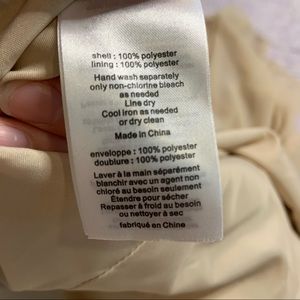 shell : 100% polyester
lining : 100% polyester
Hand wash separately
only non-chlorine bleach
as needed
Line dry
Cool iron as needed
or dry clean
Made in China
enveloppe : 100% polyester
doublure : 100% polyester
Laver à la main séparément
blanchir avec un agent non
chloré au besoin seulement
Étendre pour sécher
Repasser à froid au besoin
ou nettoyer à sec
fabriqué en Chine